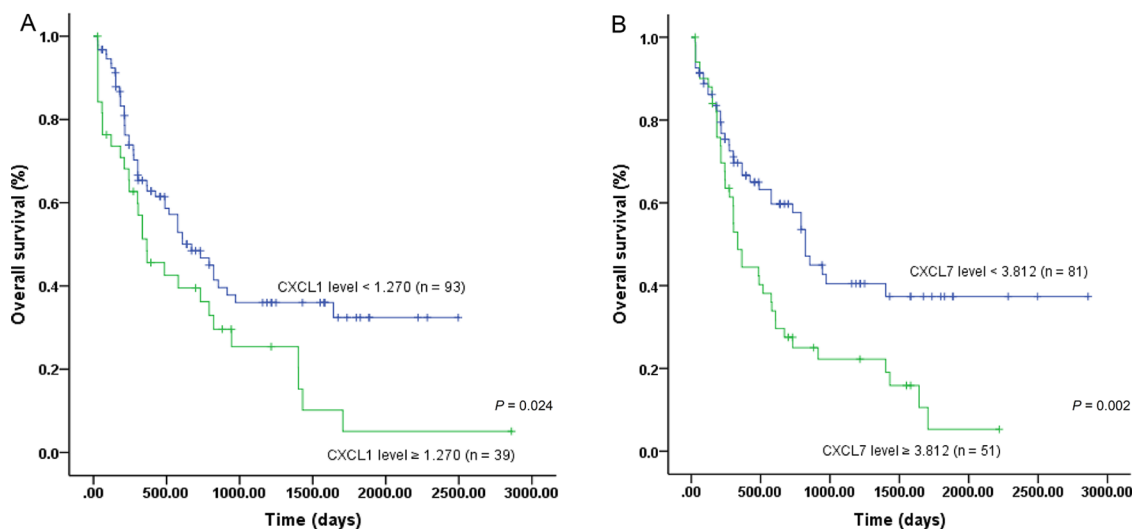 A
Overall survival (%)
1.0
0.8
0.6
0.4
0.2
0.0
CXCL1 level < 1.270 (n = 93)
P = 0.024
CXCL1 level ≥ 1.270 (n = 39)
.00 500.00 1000.00 1500.00 2000.00 2500.00 3000.00
Time (days)
B
Overall survival (%)
1.0
0.8
0.6
0.4
0.2
0.0
CXCL7 level < 3.812 (n = 81)
P = 0.002
CXCL7 level ≥ 3.812 (n = 51)
.00 500.00 1000.00 1500.00 2000.00 2500.00 3000.00
Time (days)